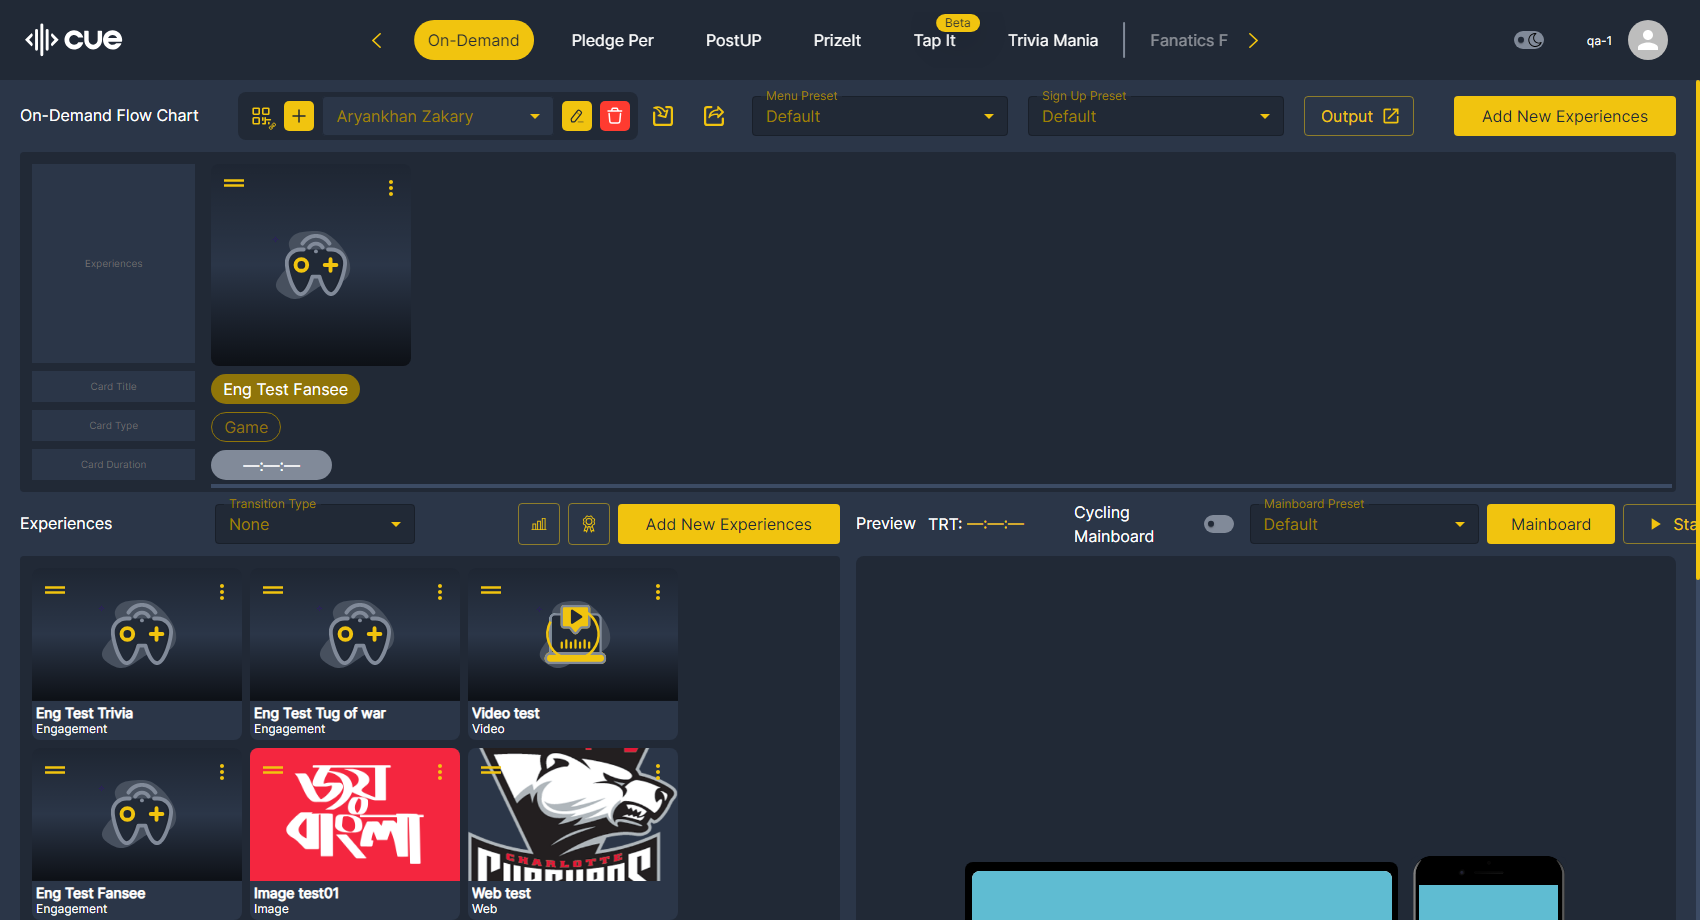 cue
On-Demand
Pledge Per
PostUP
PrizeIt
Beta
Tap It
Trivia Mania
Fanatics F
qa-1
On-Demand Flow Chart
Aryankhan Zakary
Menu Preset
Default
Sign Up Preset
Default
Output
Add New Experiences
Experiences
Card Title
Eng Test Fansee
Card Type
Game
Card Duration
—:—:—
Experiences
Transition Type
None
Add New Experiences
Preview
TRT: —:—:—
Cycling
Mainboard
Mainboard Preset
Default
Mainboard
Sta
Eng Test Trivia
Engagement
Eng Test Tug of war
Engagement
Video test
Video
জয়
বাংলা
CHARLOTTE
Eng Test Fansee
Engagement
Image test01
Image
Web test
Web